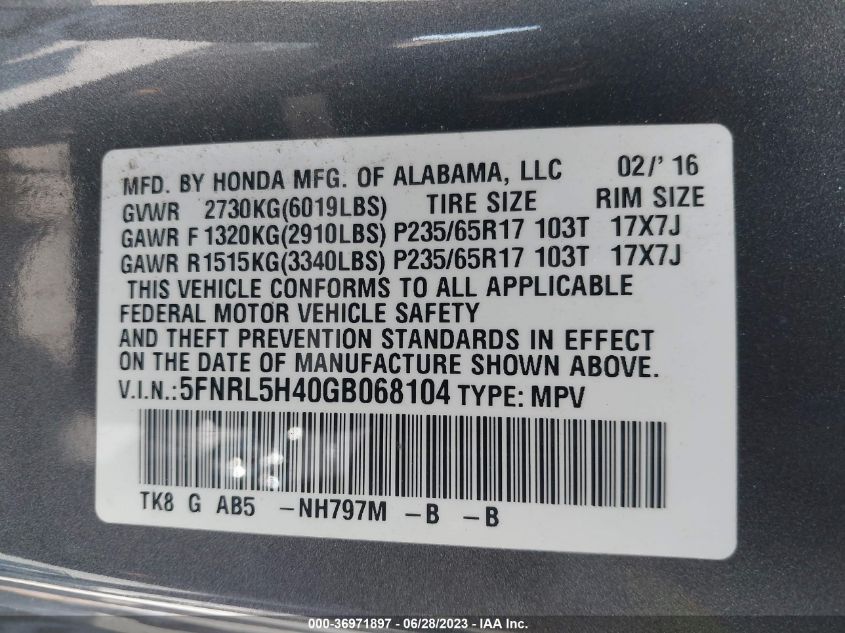 MFD. BY HONDA MFG. OF ALABAMA, LLC 02/' 16
GVWR 2730KG(6019LBS) TIRE SIZE RIM SIZE
GAWR F 1320KG(2910LBS) P235/65R17 103T 17X7J
GAWR R1515KG(3340LBS) P235/65R17 103T 17X7J
THIS VEHICLE CONFORMS TO ALL APPLICABLE
FEDERAL MOTOR VEHICLE SAFETY
AND THEFT PREVENTION STANDARDS IN EFFECT
ON THE DATE OF MANUFACTURE SHOWN ABOVE.
V.I.N.:5FNRL5H40GB068104 TYPE: MPV
TK8 G AB5 -NH797M -B -B
000 - 36971897 - 06/28/2023 - IAA Inc.